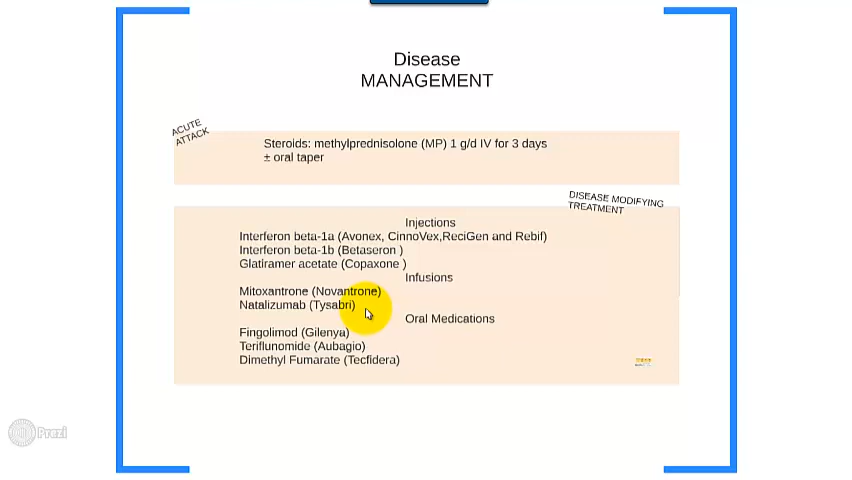 Disease
MANAGEMENT
ACUTE
ATTACK
Steroids: methylprednisolone (MP) 1 g/d IV for 3 days
± oral taper
DISEASE MODIFYING
TREATMENT
Injections
Interferon beta-1a (Avonex, CinnoVex,ReciGen and Rebif)
Interferon beta-1b (Betaseron )
Glatiramer acetate (Copaxone )
Infusions
Mitoxantrone (Novantrone)
Natalizumab (Tysabri)
Oral Medications
Fingolimod (Gilenya)
Teriflunomide (Aubagio)
Dimethyl Fumarate (Tecfidera)
Prezi